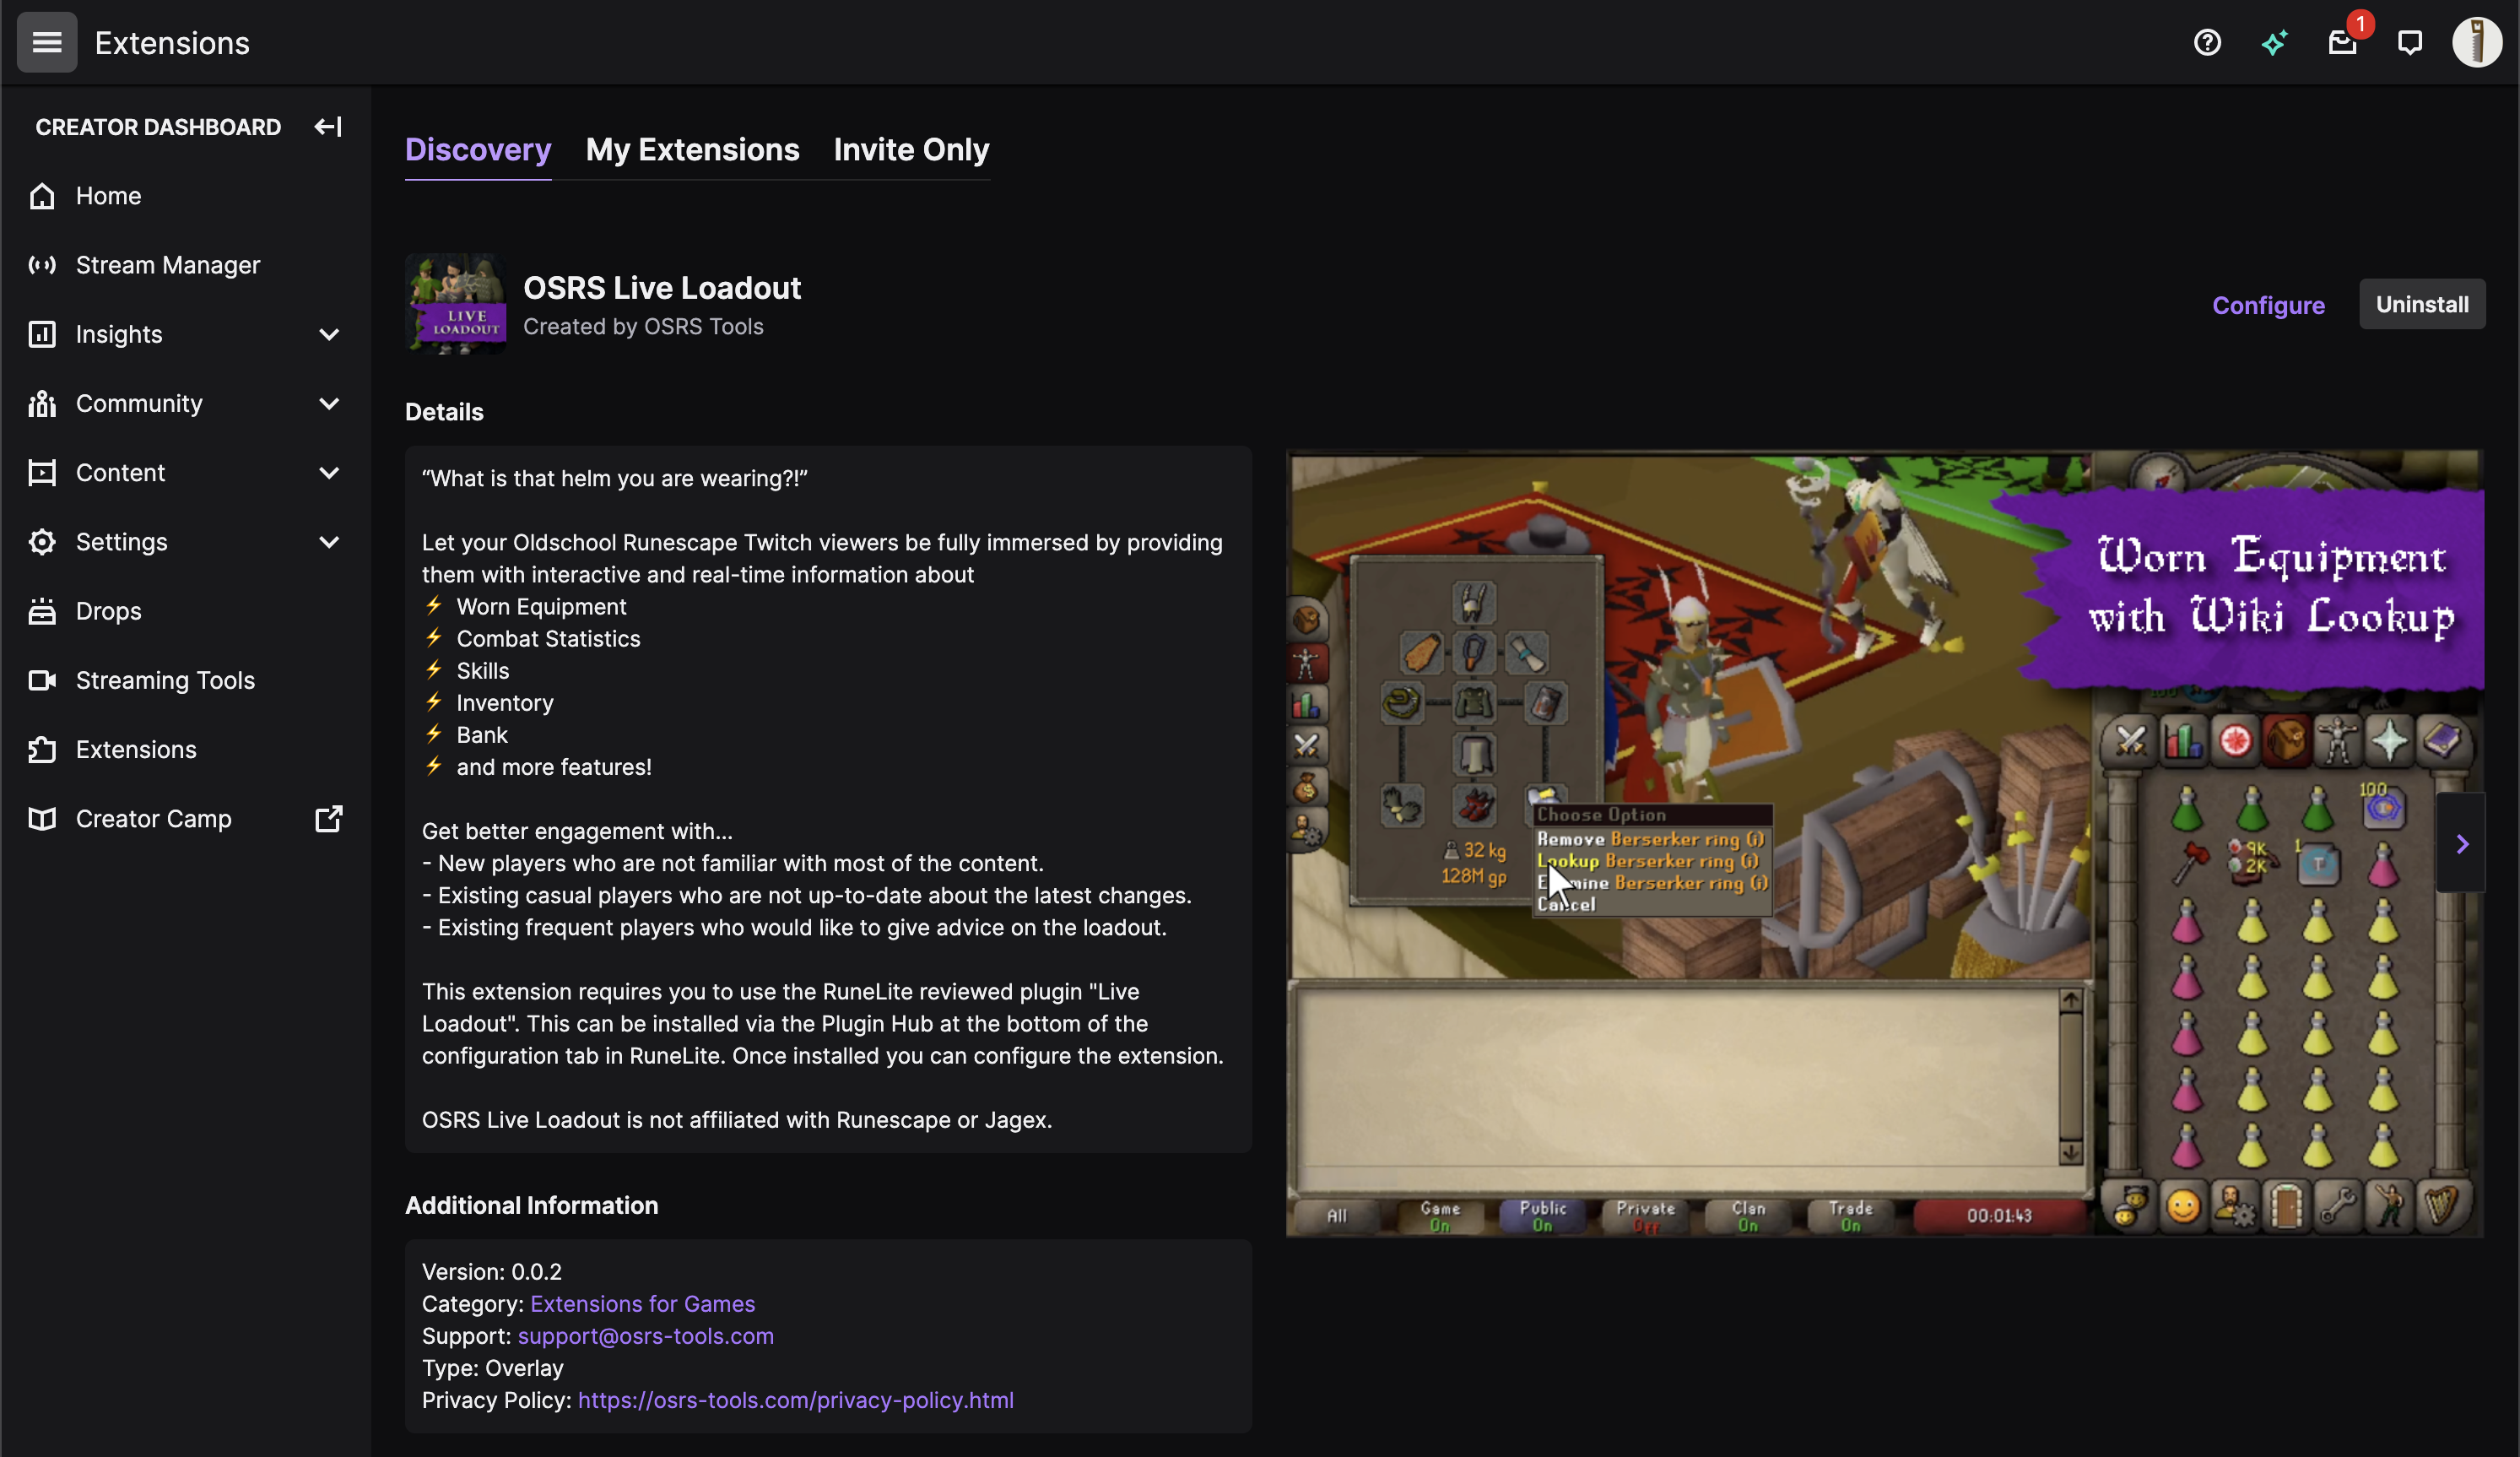 Extensions
1
CREATOR DASHBOARD
Home
Stream Manager
Insights
Community
Content
Settings
Drops
Streaming Tools
Extensions
Creator Camp
Discovery
My Extensions
Invite Only
LIVE
LOADOUT
OSRS Live Loadout
Created by OSRS Tools
Configure
Uninstall
Details
“What is that helm you are wearing?!”
Let your Oldschool Runescape Twitch viewers be fully immersed by providing
them with interactive and real-time information about
⚡ Worn Equipment
⚡ Combat Statistics
⚡ Skills
⚡ Inventory
⚡ Bank
⚡ and more features!
Get better engagement with...
- New players who are not familiar with most of the content.
- Existing casual players who are not up-to-date about the latest changes.
- Existing frequent players who would like to give advice on the loadout.
This extension requires you to use the RuneLite reviewed plugin "Live
Loadout". This can be installed via the Plugin Hub at the bottom of the
configuration tab in RuneLite. Once installed you can configure the extension.
OSRS Live Loadout is not affiliated with Runescape or Jagex.
Additional Information
Version: 0.0.2
Category: Extensions for Games
Support: support@osrs-tools.com
Type: Overlay
Privacy Policy: https://osrs-tools.com/privacy-policy.html
Worn Equipment
with Wiki Lookup
Choose Option
Remove Berserker ring (i)
Lookup Berserker ring (i)
Berserker ring (i)
Cancel
32 kg
128M gp
100
9K
2K
1
T
All
Game
On
Public
On
Private
Off
Clan
On
Trade
On
00:01:43